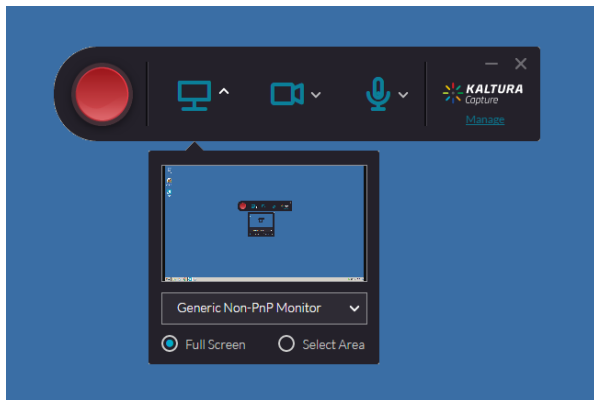 KALTURA
Capture
Manage
Generic Non-PnP Monitor
Full Screen
Select Area